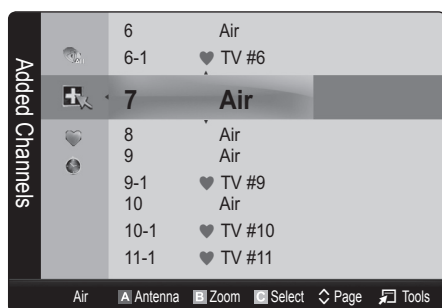 Added Channels
6 Air
6-1 ♥ TV #6
7 Air
8 Air
9 Air
9-1 ♥ TV #9
10 Air
10-1 ♥ TV #10
11-1 ♥ TV #11
Air A Antenna B Zoom C Select Page Tools